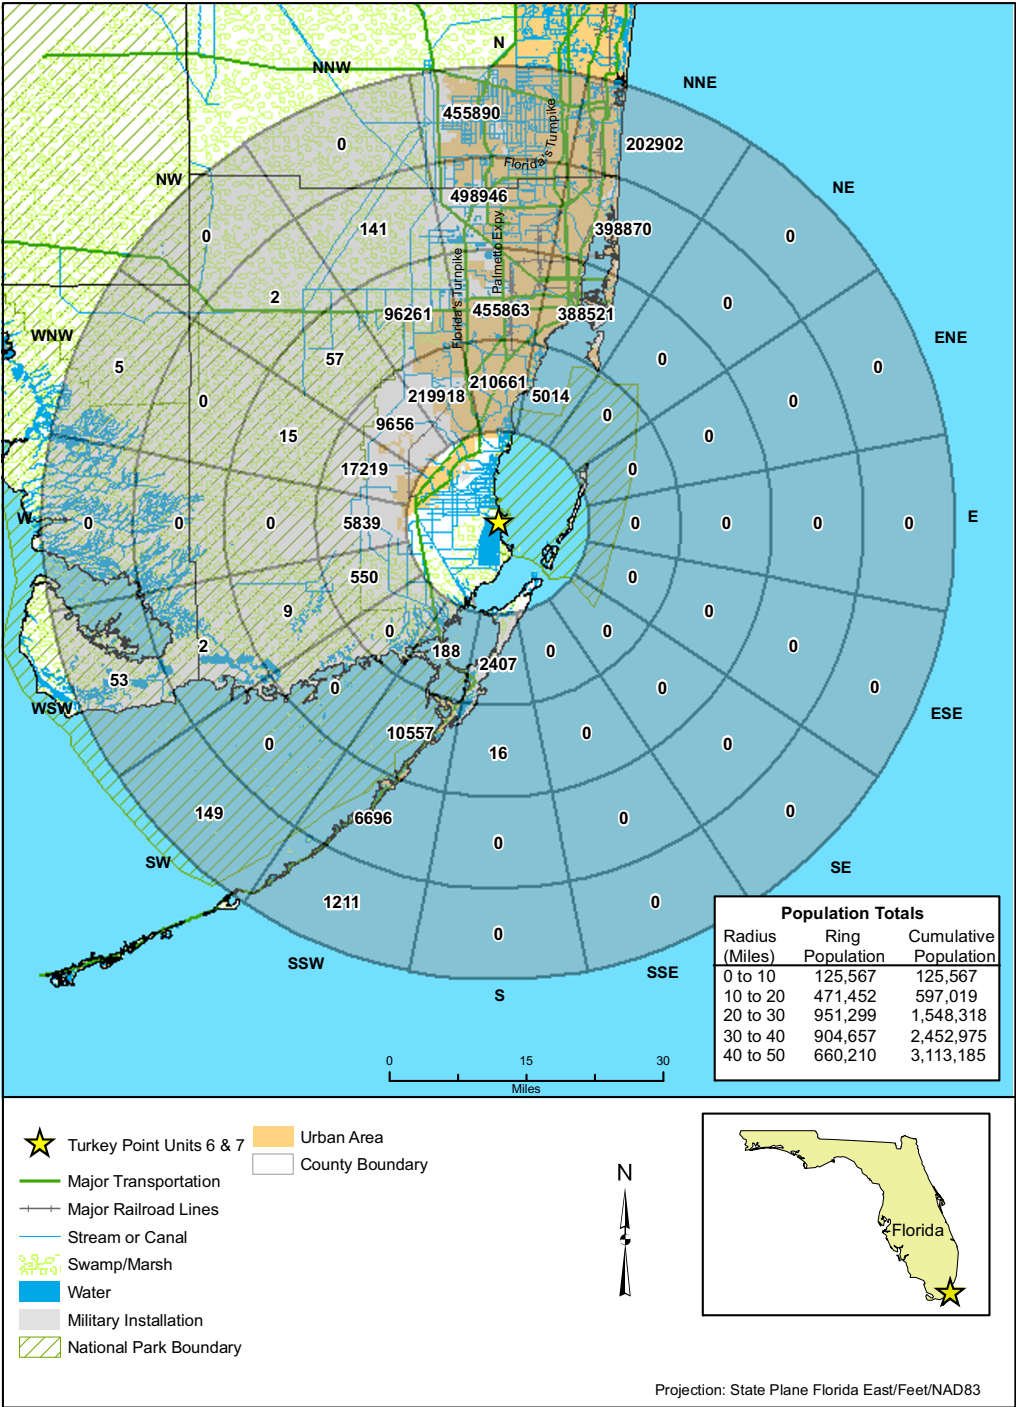 N
NNW
NNE
455890
0
202902
Florida's Turnpike
NW
NE
498946
141
398870
0
0
Palmetto Expy
Florida's Turnpike
2
0
96261
455863
388521
WNW
ENE
5
57
0
0
210661
219918
5014
0
0
0
9656
15
0
17219
0
W
0
0
0
5839
0
0
0
0
E
550
0
9
0
0
0
2
188
2407
0
0
53
0
0
0
WSW
ESE
10557
0
0
16
0
149
6696
0
0
0
SW
SE
1211
0
0
SSW
SSE
S
Population Totals
Radius (Miles) Ring Population Cumulative Population
0 to 10 125,567 125,567
10 to 20 471,452 597,019
20 to 30 951,299 1,548,318
30 to 40 904,657 2,452,975
40 to 50 660,210 3,113,185
0 15 30
Miles
Turkey Point Units 6 & 7
Major Transportation
Major Railroad Lines
Stream or Canal
Swamp/Marsh
Water
Military Installation
National Park Boundary
Urban Area
County Boundary
N
Florida
Projection: State Plane Florida East/Feet/NAD83